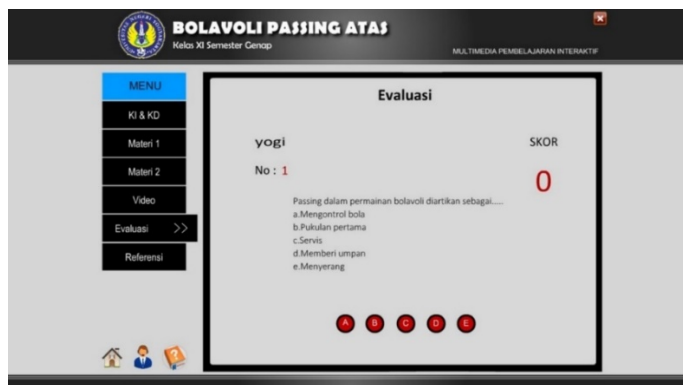 BOLAVOLI PASSING ATAS
Kelas XI Semester Genap
MULTIMEDIA PEMBELAJARAN INTERAKTIF
MENU
KI & KD
Materi 1
Materi 2
Video
Evaluasi >>
Referensi
Evaluasi
yogi
SKOR
No : 1
0
Passing dalam permainan bolavoli diartikan sebagai.....
a.Mengontrol bola
b.Pukulan pertama
c.Servis
d.Memberi umpan
e.Menyerang
A B C D E